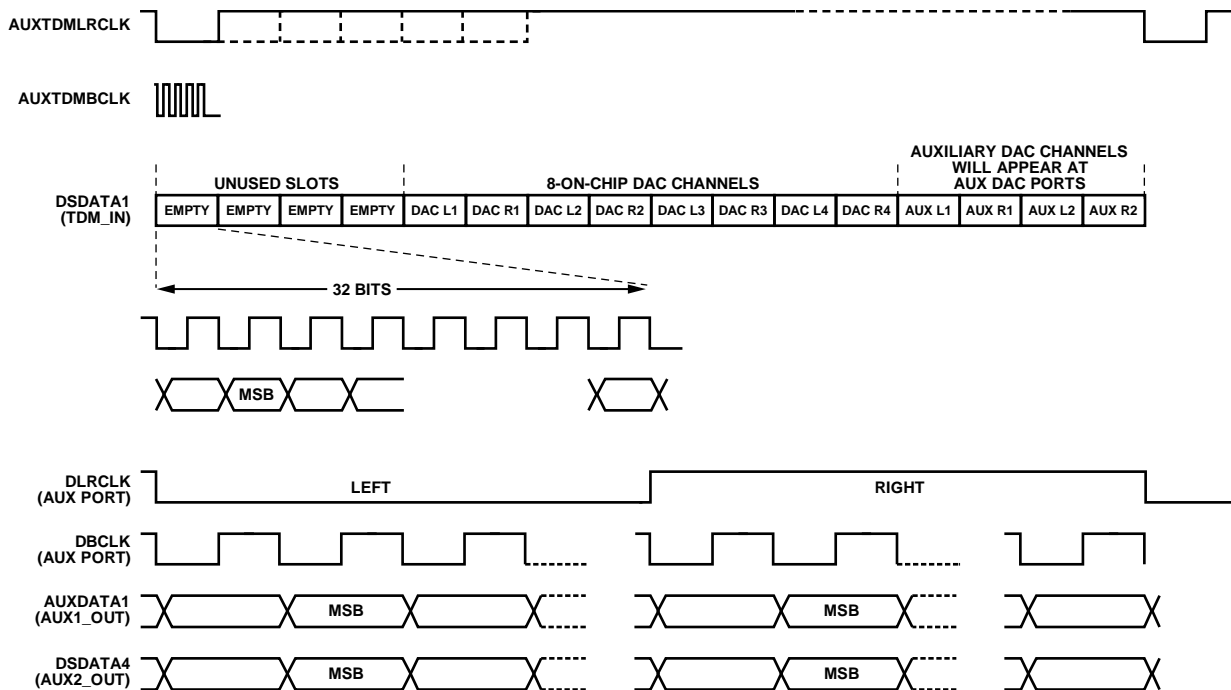 AUXTDMLRCLK
AUXTDMBCLK
AUXILIARY DAC CHANNELS
WILL APPEAR AT
AUX DAC PORTS
UNUSED SLOTS
8-ON-CHIP DAC CHANNELS
DSDATA1
(TDM_IN)
EMPTY EMPTY EMPTY EMPTY DAC L1 DAC R1 DAC L2 DAC R2 DAC L3 DAC R3 DAC L4 DAC R4 AUX L1 AUX R1 AUX L2 AUX R2
32 BITS
MSB
DLRCLK
(AUX PORT)
LEFT
RIGHT
DBCLK
(AUX PORT)
AUXDATA1
(AUX1_OUT)
MSB
MSB
DSDATA4
(AUX2_OUT)
MSB
MSB